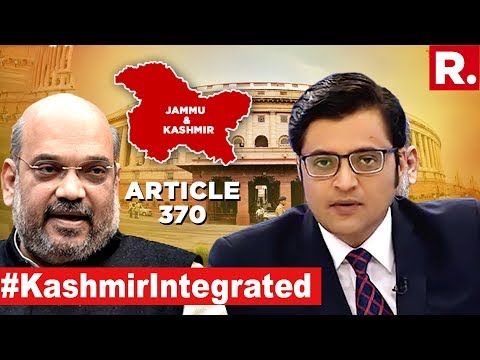 R.
JAMMU
&
KASHMIR
ARTICLE
370
#KashmirIntegrated